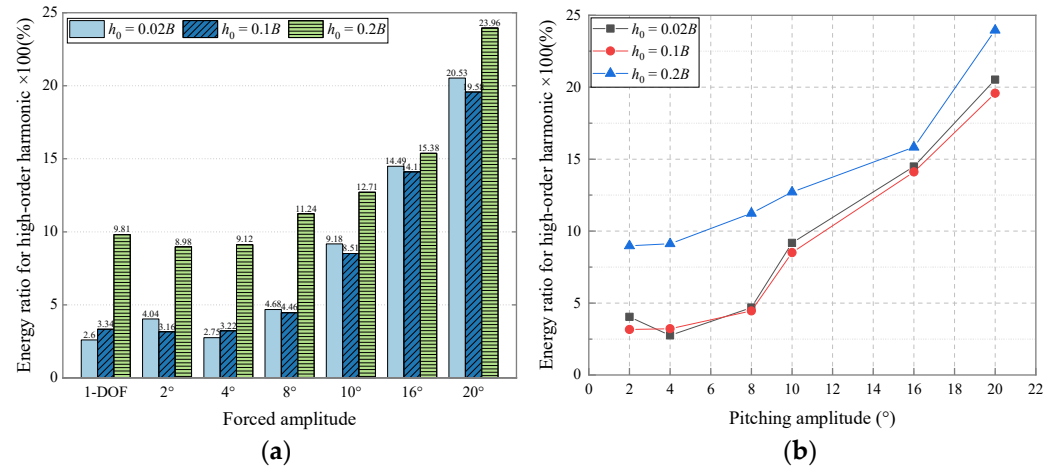 h₀ = 0.02B h₀ = 0.1B h₀ = 0.2B
Energy ratio for high-order harmonic ×100(%)
25
20
15
10
5
0
2.6 3.34 9.81
4.04 3.16 8.98
2.75 3.22 9.12
4.68 4.46 11.24
9.18 8.51 12.71
14.49 14.1 15.38
20.53 23.96
1-DOF 2° 4° 8° 10° 16° 20°
Forced amplitude
(a)
h₀ = 0.02B
h₀ = 0.1B
h₀ = 0.2B
Energy ratio for high-order harmonic ×100(%)
25
20
15
10
5
0
0 2 4 6 8 10 12 14 16 18 20 22
Pitching amplitude (°)
(b)